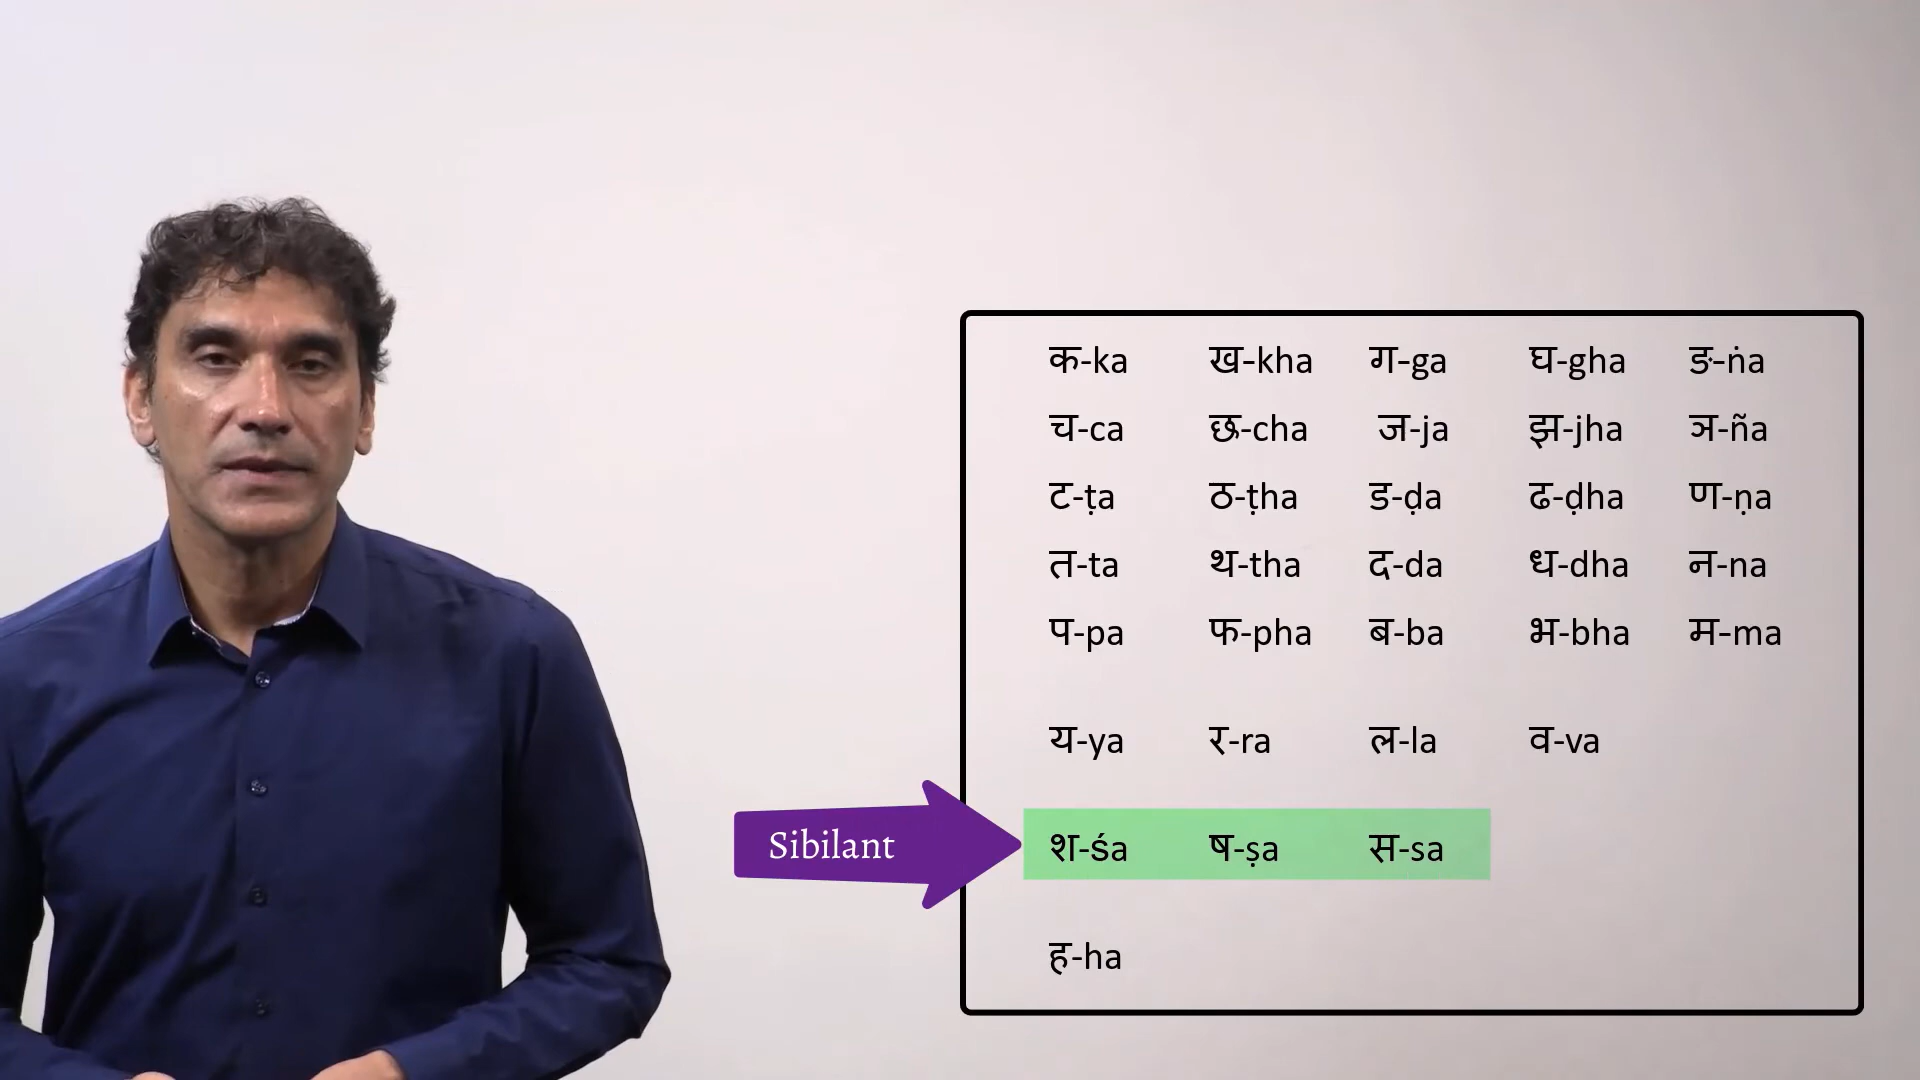 क-ka ख-kha ग-ga घ-gha ङ-ṅa
च-ca छ-cha ज-ja झ-jha ञ-ña
ट-ṭa ठ-ṭha ड-ḍa ढ-ḍha ण-ṇa
त-ta थ-tha द-da ध-dha न-na
प-pa फ-pha ब-ba भ-bha म-ma
य-ya र-ra ल-la व-va
Sibilant
श-śa ष-ṣa स-sa
ह-ha